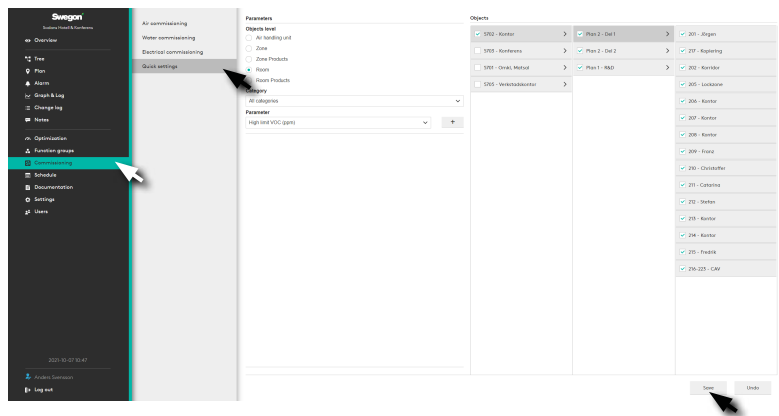 Swegon
Sodans Hotell & Konferens
Overview
Tree
Plan
Alarm
Graph & Log
Change log
Notes
Optimisation
Function groups
Commissioning
Schedule
Documentation
Settings
Users
2021-10-07 10:47
Anders Svensson
Log out
Air commissioning
Water commissioning
Electrical commissioning
Quick settings
Parameters
Objects level
Air handling unit
Zone
Zone Products
Room
Room Products
Category
All categories
Parameter
High limit VOC (ppm)
+
Objects
5702 - Kontor
5703 - Konferens
5701 - Omkl, Matsal
5705 - Verkstadskontor
Plan 2 - Del 1
Plan 2 - Del 2
Plan 1 - R&D
201 - Jörgen
217 - Kopiering
202 - Korridor
205 - Lockzone
206 - Kontor
207 - Kontor
208 - Kontor
209 - Franz
210 - Christoffer
211 - Catarina
212 - Stefan
213 - Kontor
214 - Kontor
215 - Fredrik
216-223 - CAV
Save
Undo